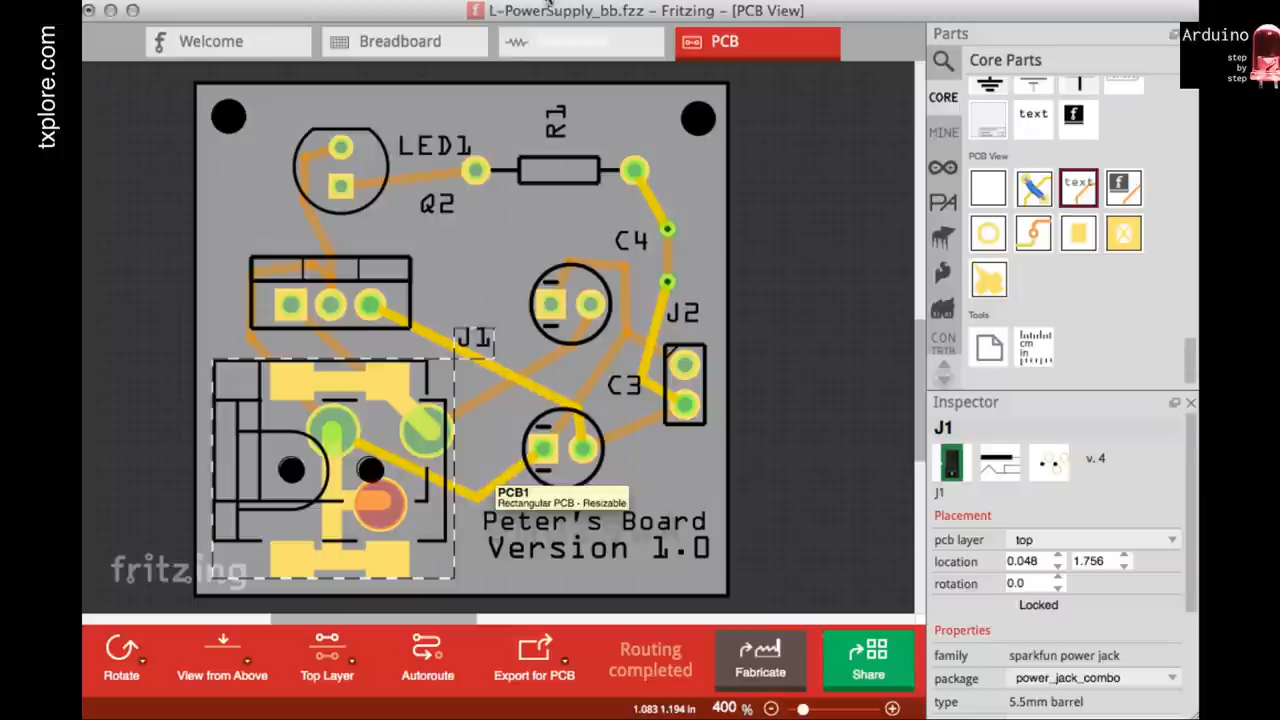 L-PowerSupply_bb.fzz – Fritzing – [PCB View]
txplore.com
Arduino
step
by
step
Welcome
Breadboard
PCB
Parts
Core Parts
CORE
MINE
CON
TRIB
text
PCB View
text
Tools
cm
in
LED1
R1
Q2
C4
J2
J1
C3
PCB1
Rectangular PCB - Resizable
Peter's Board
Version 1.0
fritzing
Inspector
J1
v. 4
J1
Placement
pcb layer top
location 0.048 1.756
rotation 0.0
Locked
Properties
family sparkfun power jack
package power_jack_combo
type 5.5mm barrel
Rotate
View from Above
Top Layer
Autoroute
Export for PCB
Routing
completed
Fabricate
Share
1.083 1.194 in 400 %